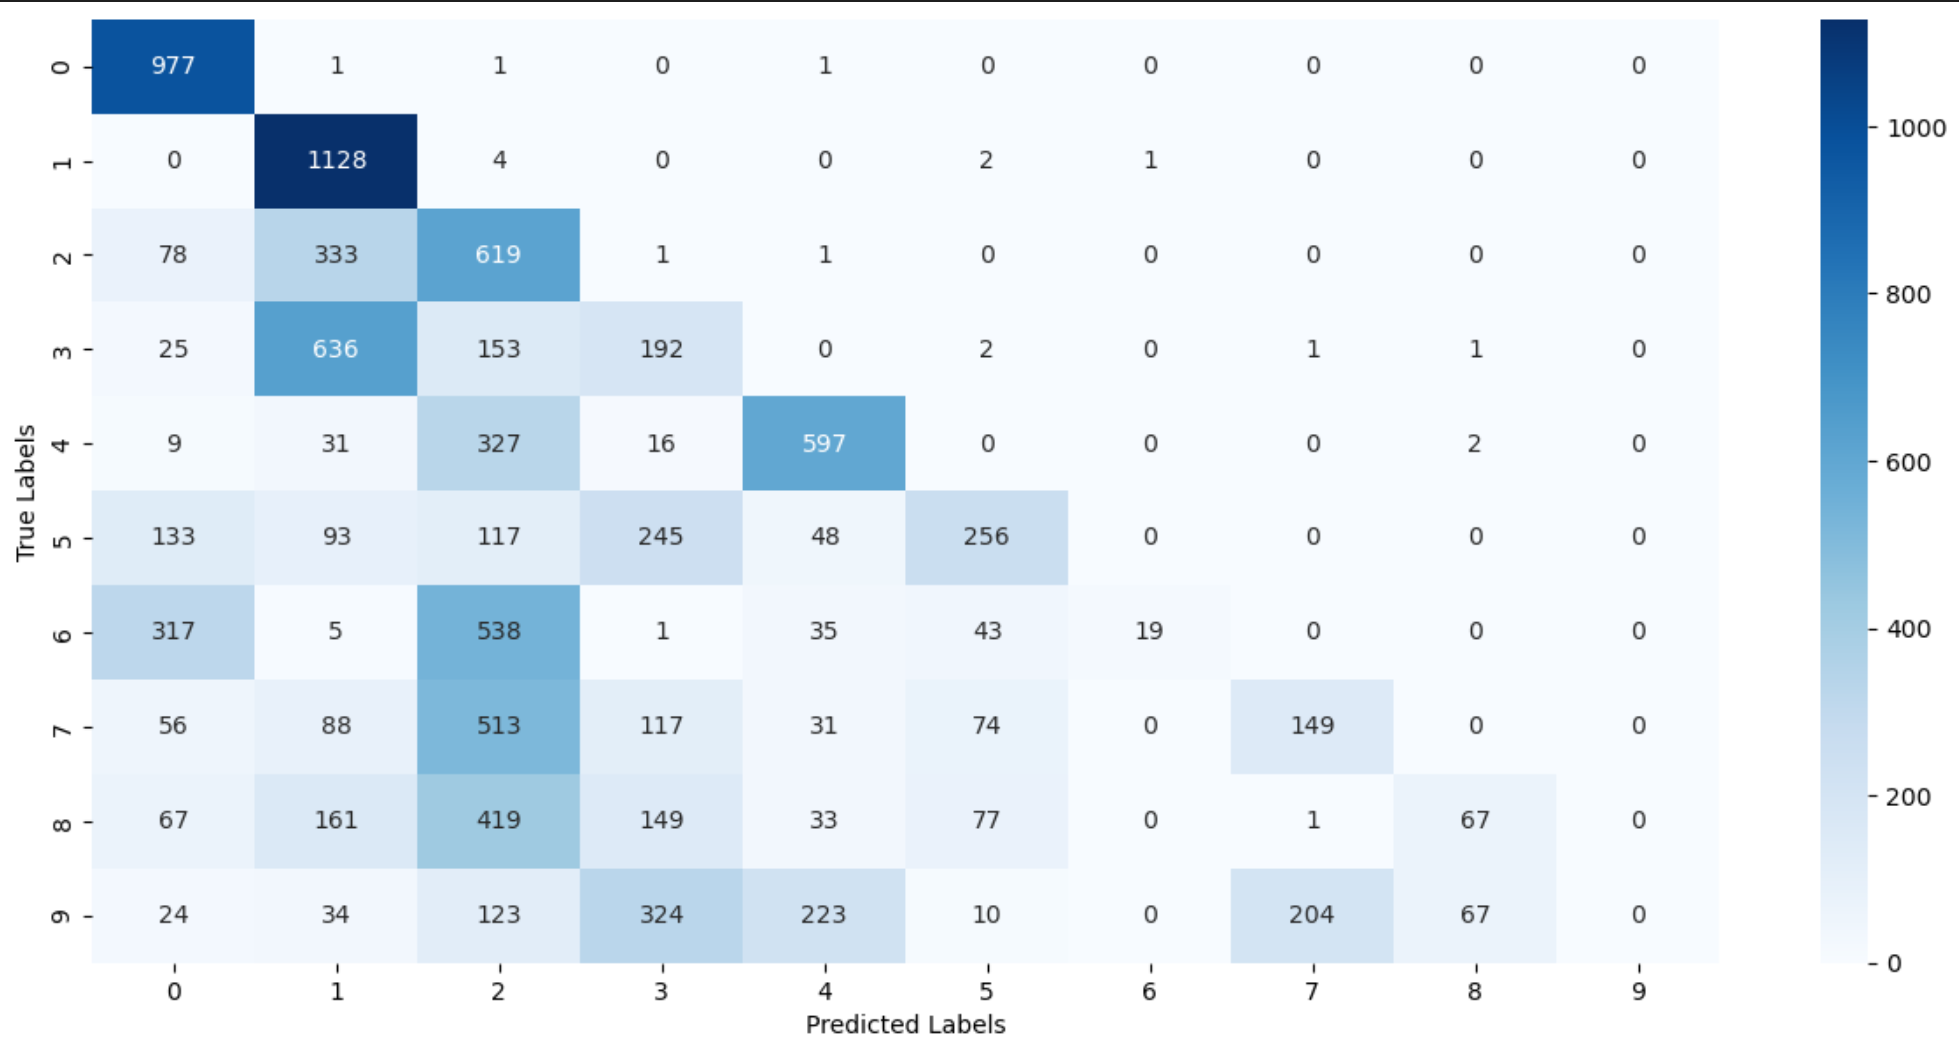 0 977 1 1 0 1 0 0 0 0 0
1 0 1128 4 0 0 2 1 0 0 0
2 78 333 619 1 1 0 0 0 0 0
3 25 636 153 192 0 2 0 1 1 0
4 9 31 327 16 597 0 0 0 2 0
5 133 93 117 245 48 256 0 0 0 0
6 317 5 538 1 35 43 19 0 0 0
7 56 88 513 117 31 74 0 149 0 0
8 67 161 419 149 33 77 0 1 67 0
9 24 34 123 324 223 10 0 204 67 0
0 1 2 3 4 5 6 7 8 9
Predicted Labels
True Labels
1000
800
600
400
200
0